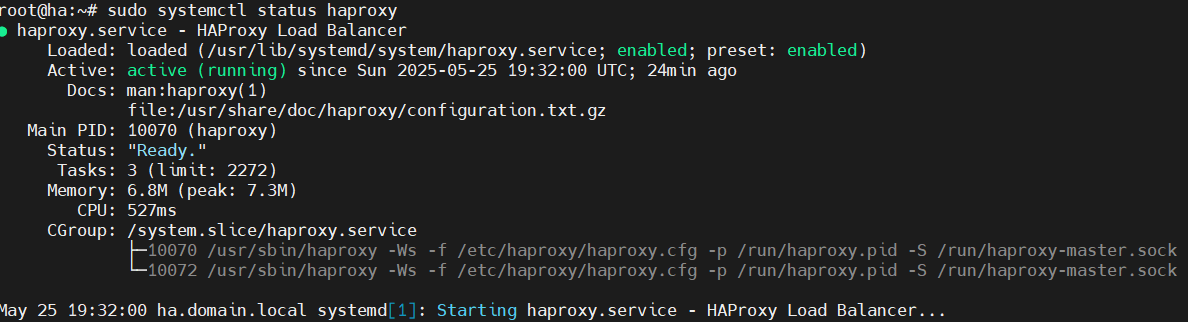 root@ha:~# sudo systemctl status haproxy
● haproxy.service - HAProxy Load Balancer
     Loaded: loaded (/usr/lib/systemd/system/haproxy.service; enabled; preset: enabled)
     Active: active (running) since Sun 2025-05-25 19:32:00 UTC; 24min ago
       Docs: man:haproxy(1)
             file:/usr/share/doc/haproxy/configuration.txt.gz
   Main PID: 10070 (haproxy)
     Status: "Ready."
      Tasks: 3 (limit: 2272)
     Memory: 6.8M (peak: 7.3M)
        CPU: 527ms
     CGroup: /system.slice/haproxy.service
             ├─10070 /usr/sbin/haproxy -Ws -f /etc/haproxy/haproxy.cfg -p /run/haproxy.pid -S /run/haproxy-master.sock
             └─10072 /usr/sbin/haproxy -Ws -f /etc/haproxy/haproxy.cfg -p /run/haproxy.pid -S /run/haproxy-master.sock
May 25 19:32:00 ha.domain.local systemd[1]: Starting haproxy.service - HAProxy Load Balancer...